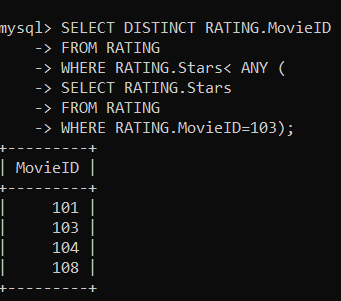 mysql> SELECT DISTINCT RATING.MovieID
    -> FROM RATING
    -> WHERE RATING.Stars< ANY (
    -> SELECT RATING.Stars
    -> FROM RATING
    -> WHERE RATING.MovieID=103);
+---------+
| MovieID |
+---------+
|     101 |
|     103 |
|     104 |
|     108 |
+---------+